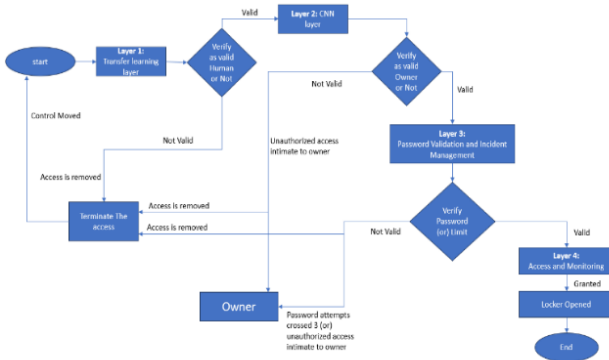 Valid
Layer 2: CNN
layer
start
Layer 1:
Transfer learning
layer
Verify
as valid
Human
or Not
Verify
as valid
Owner
or Not
Not Valid
Valid
Control Moved
Not Valid
Unauthorized access
intimate to owner
Layer 3:
Password Validation and Incident
Management
Access is removed
Terminate The
access
Access is removed
Access is removed
Verify
Password
(or) Limit
Not Valid
Valid
Layer 4:
Access and Monitoring
Granted
Owner
Locker Opened
Password attempts
crossed 3 (or)
unauthorized access
intimate to owner
End